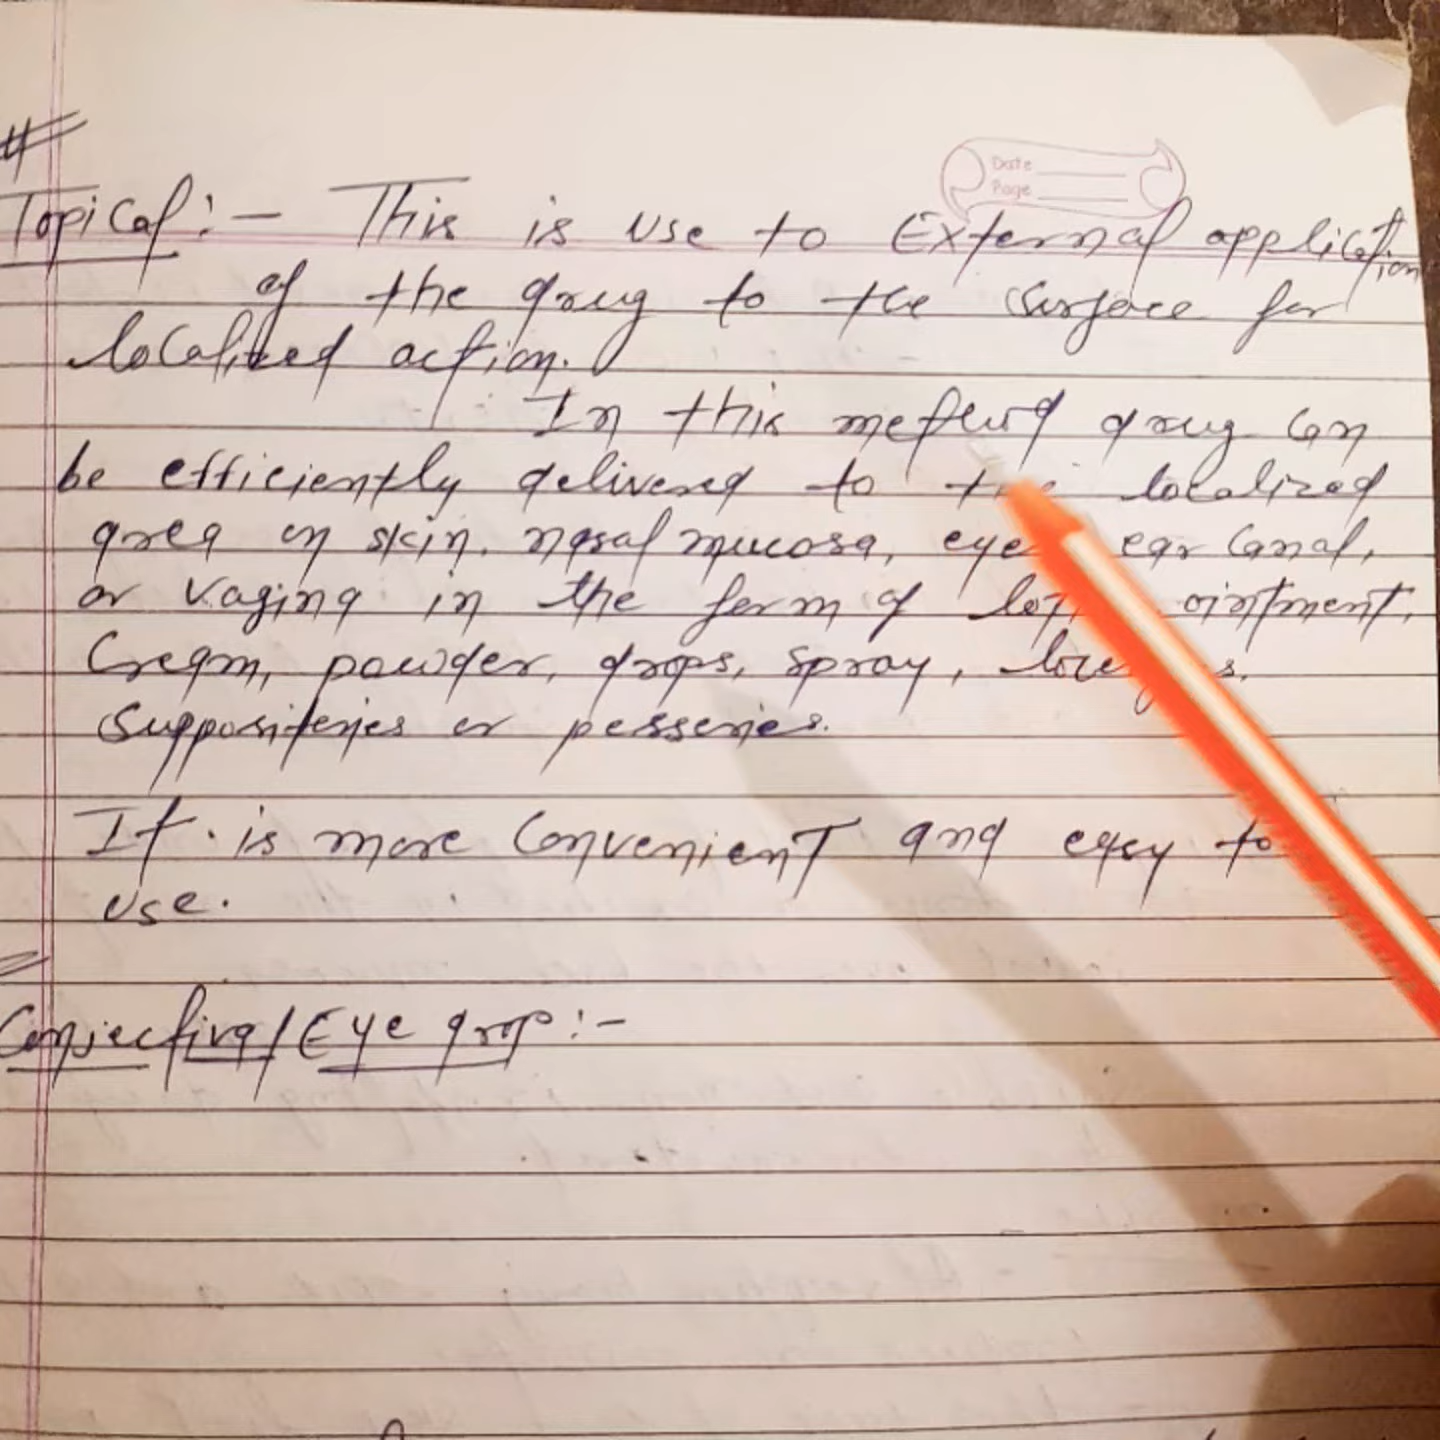 #
Date
Page
Topical:- This is use to External application
of the drug to the surface for
localized action.
In this method drug can
be efficiently delivered to the localized
area on skin. nasal mucosa, eye ear canal,
or vagina in the form of ointment,
Cream, powder, drops, spray,
Suppositories or pesseries.
It is more convenient and easy to
use.
Conjectiva/Eye drop:-